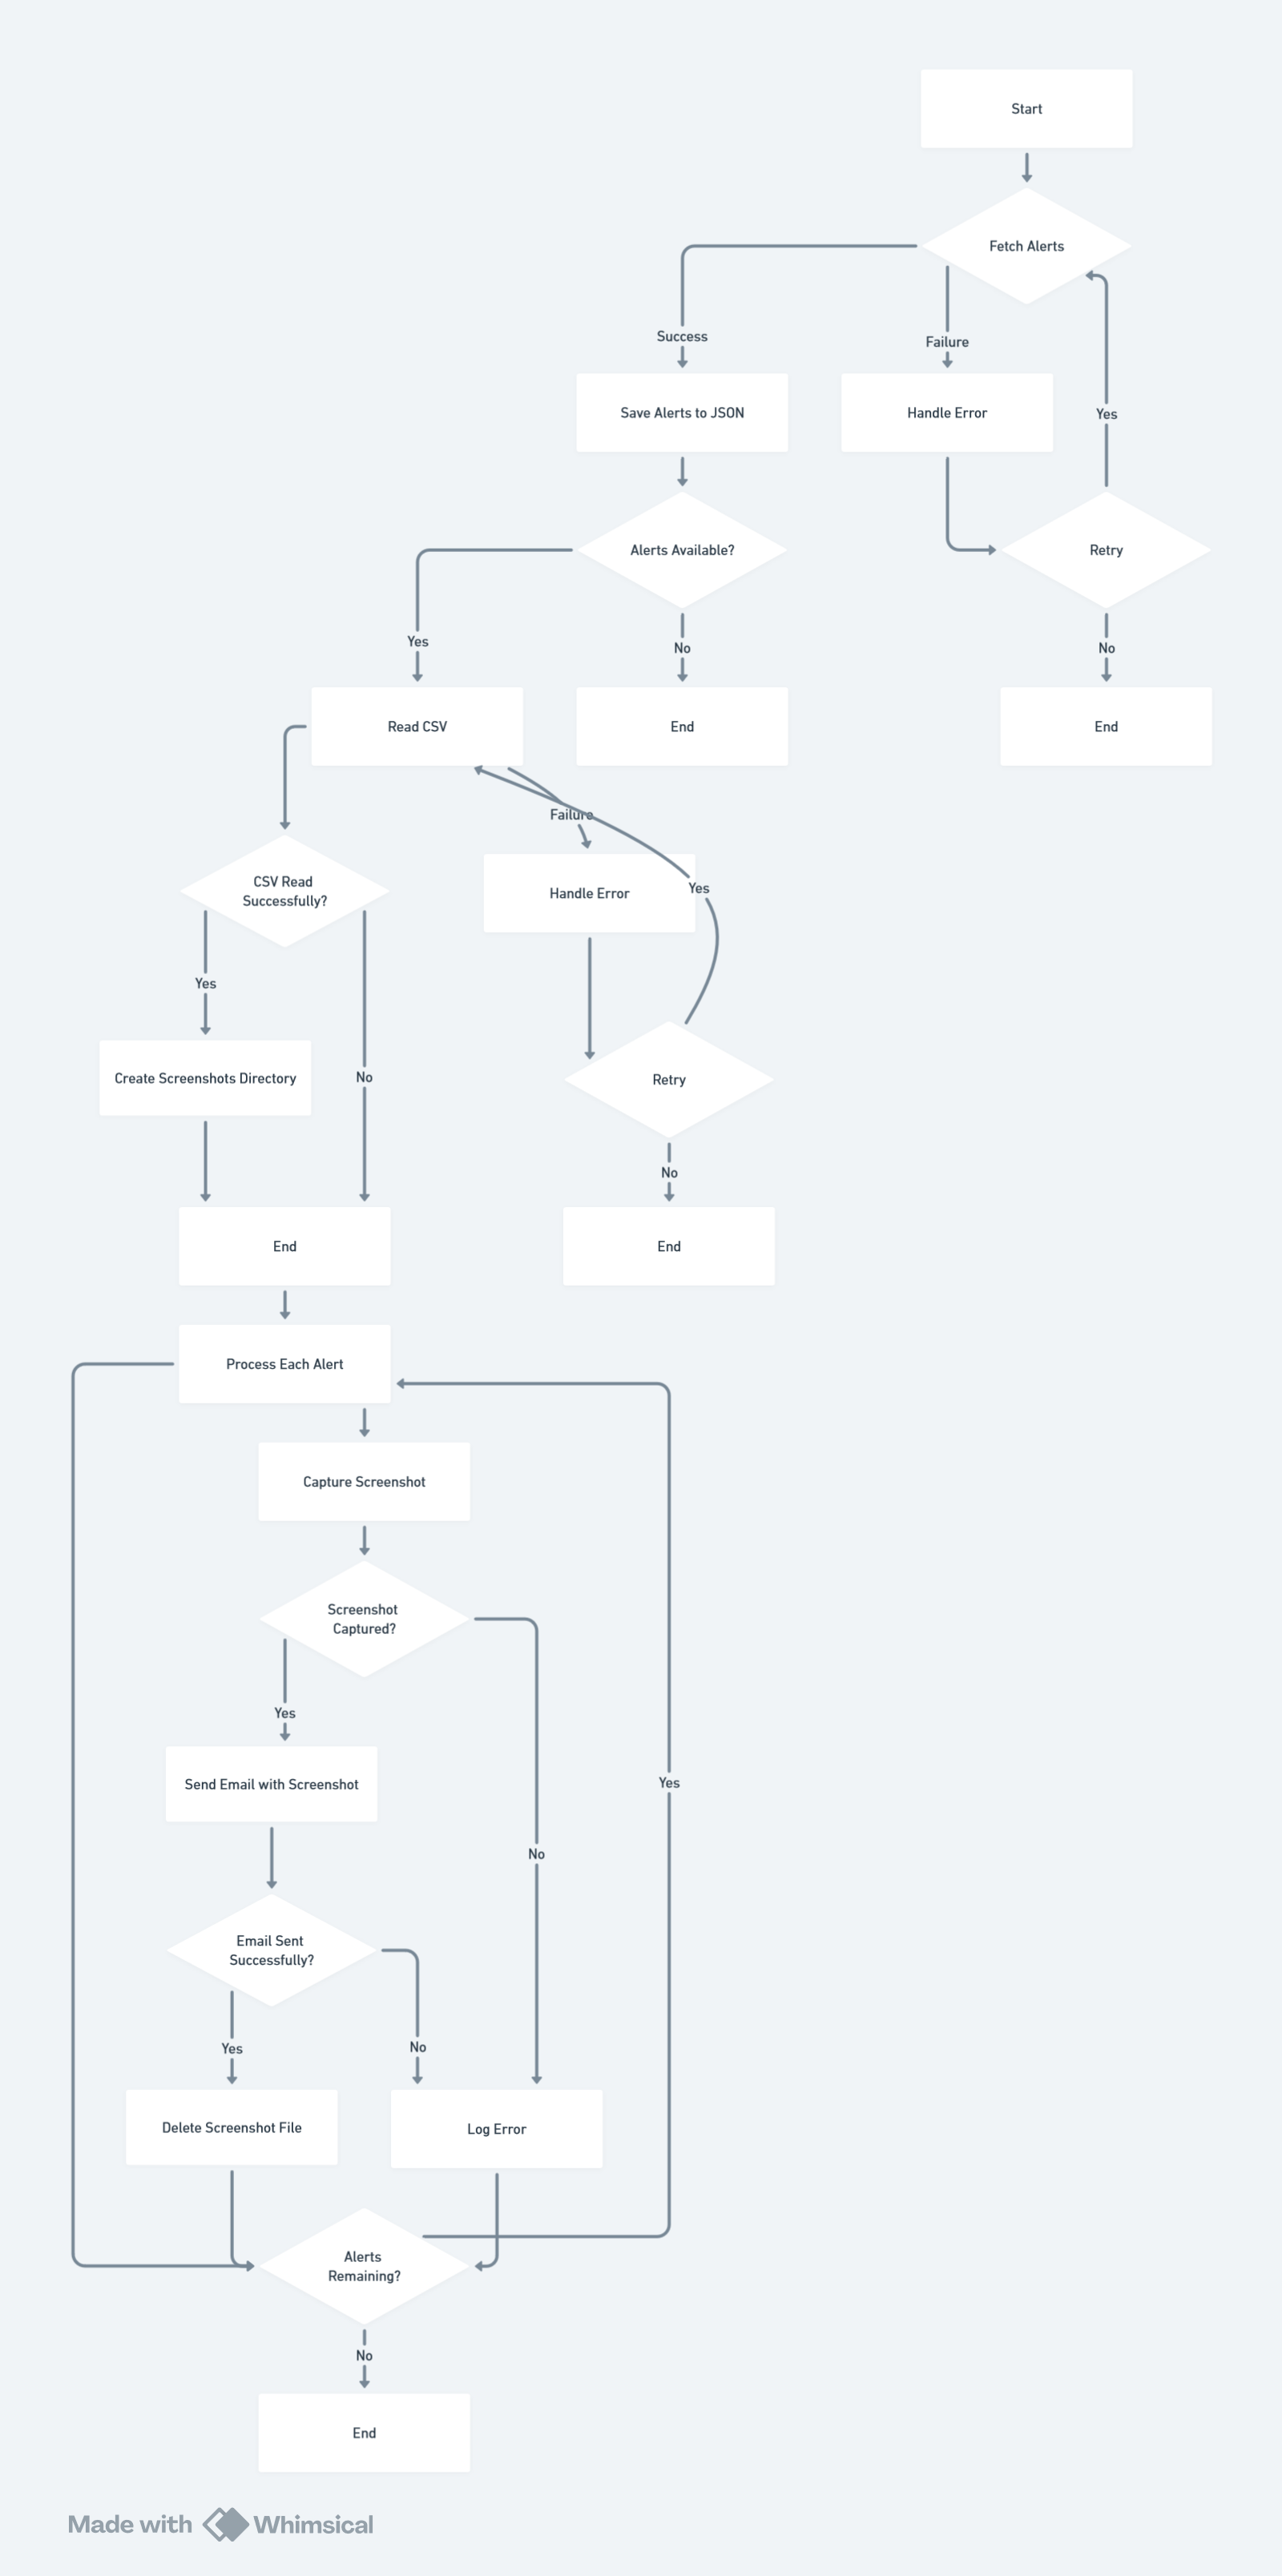 Start
Fetch Alerts
Success
Failure
Save Alerts to JSON
Handle Error
Yes
Alerts Available?
Retry
Yes
No
No
Read CSV
End
End
Failure
CSV Read
Successfully?
Handle Error
Yes
Yes
Create Screenshots Directory
No
Retry
No
End
End
Process Each Alert
Capture Screenshot
Screenshot
Captured?
Yes
Send Email with Screenshot
Yes
No
Email Sent
Successfully?
Yes
No
Delete Screenshot File
Log Error
Alerts
Remaining?
No
End
Made with Whimsical